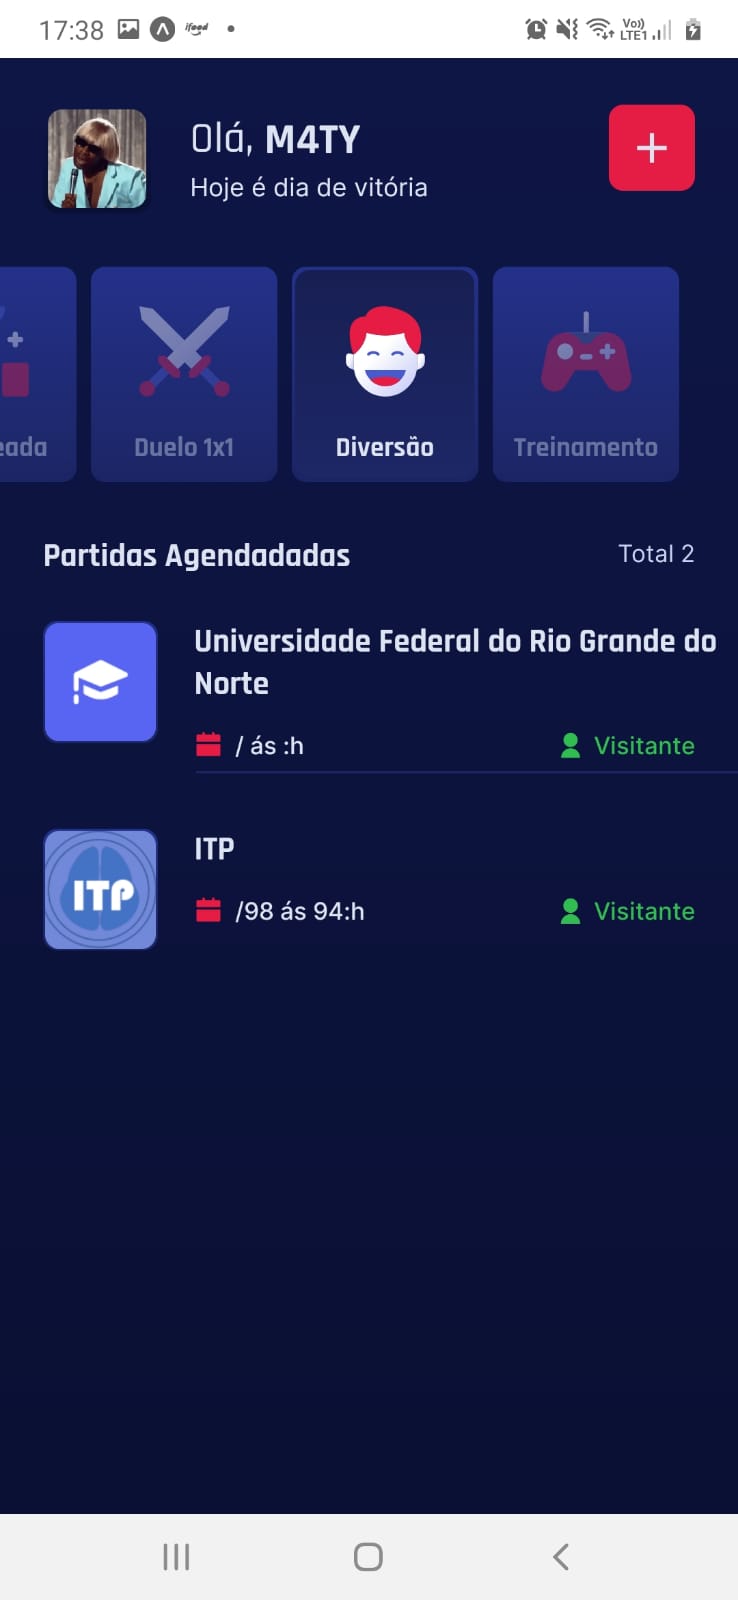 17:38 ifood Vo)) LTE1
Olá, M4TY
Hoje é dia de vitória
eada
Duelo 1x1
Diversão
Treinamento
Partidas Agendadadas
Total 2
Universidade Federal do Rio Grande do
Norte
/ ás :h
Visitante
ITP
ITP
/98 ás 94:h
Visitante